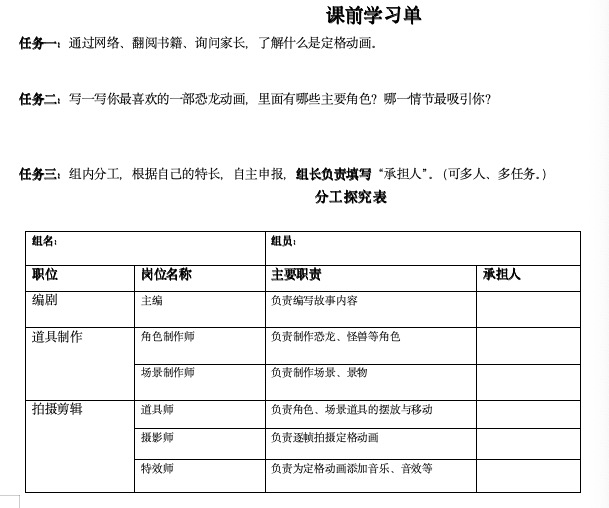 课前学习单
任务一：通过网络、翻阅书籍、询问家长，了解什么是定格动画。
任务二：写一写你最喜欢的一部恐龙动画，里面有哪些主要角色？哪一情节最吸引你？
任务三：组内分工，根据自己的特长，自主申报，组长负责填写“承担人”。（可多人、多任务。）
分工探究表
组名： 组员：
职位 岗位名称 主要职责 承担人
编剧 主编 负责编写故事内容
道具制作 角色制作师 负责制作恐龙、怪兽等角色
场景制作师 负责制作场景、景物
拍摄剪辑 道具师 负责角色、场景道具的摆放与移动
摄影师 负责逐帧拍摄定格动画
特效师 负责为定格动画添加音乐、音效等